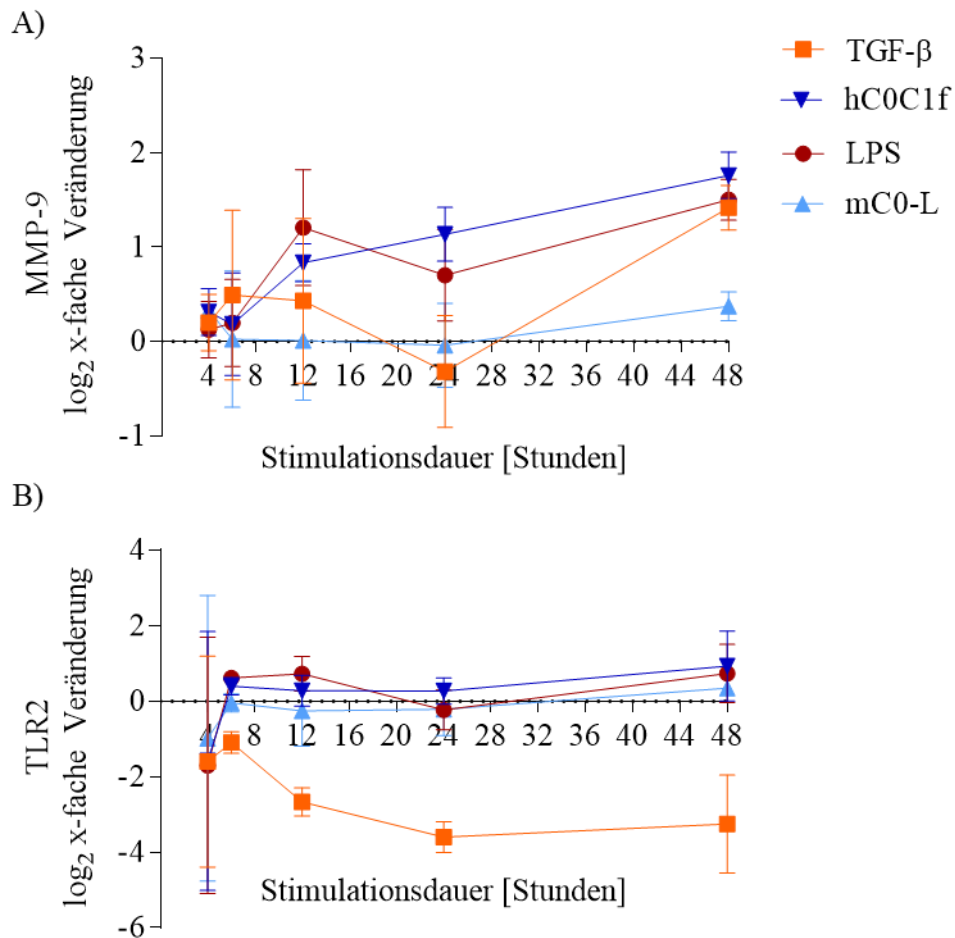 A)
TGF-β
hC0C1f
LPS
mC0-L
MMP-9
log2 x-fache Veränderung
3
2
1
0
-1
4 8 12 16 20 24 28 32 36 40 44 48
Stimulationsdauer [Stunden]
B)
TLR2
log2 x-fache Veränderung
4
2
0
-2
-4
-6
4 8 12 16 20 24 28 32 36 40 44 48
Stimulationsdauer [Stunden]